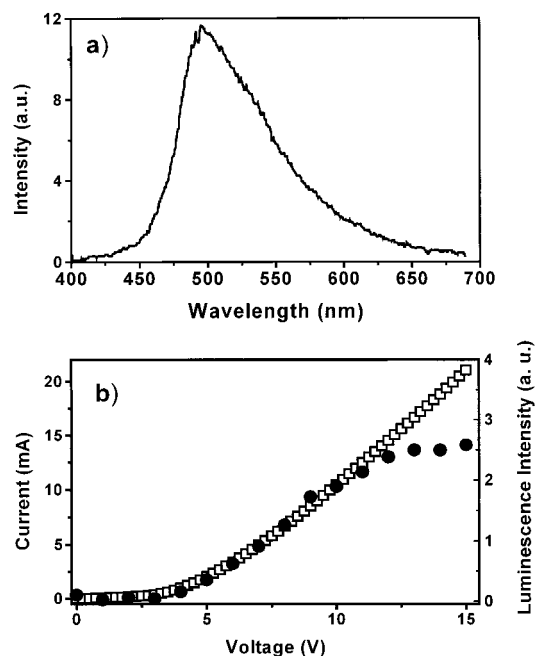 a)
12
8
4
0
Intensity (a.u.)
400 450 500 550 600 650 700
Wavelength (nm)
b)
20
15
10
5
0
Current (mA)
4
3
2
1
0
Luminescence Intensity (a. u.)
0 5 10 15
Voltage (V)